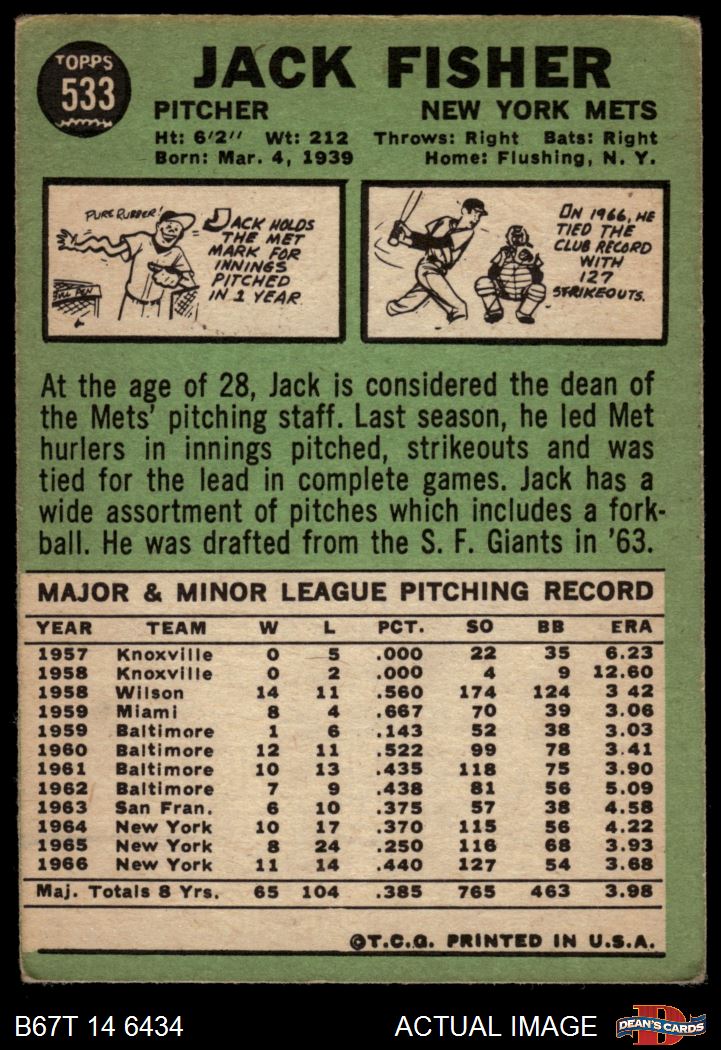 TOPPS
533
JACK FISHER
PITCHER NEW YORK METS
Ht: 6'2" Wt: 212 Throws: Right Bats: Right
Born: Mar. 4, 1939 Home: Flushing, N. Y.
PURE RUBBER!
JACK HOLDS
THE MET
MARK FOR
INNINGS
PITCHED
IN 1 YEAR
BULL PEN
ON 1966, HE
TIED THE
CLUB RECORD
WITH
127
STRIKEOUTS.
At the age of 28, Jack is considered the dean of
the Mets' pitching staff. Last season, he led Met
hurlers in innings pitched, strikeouts and was
tied for the lead in complete games. Jack has a
wide assortment of pitches which includes a fork-
ball. He was drafted from the S. F. Giants in '63.
MAJOR & MINOR LEAGUE PITCHING RECORD
YEAR TEAM W L PCT. SO BB ERA
1957 Knoxville 0 5 .000 22 35 6.23
1958 Knoxville 0 2 .000 4 9 12.60
1958 Wilson 14 11 .560 174 124 3 42
1959 Miami 8 4 .667 70 39 3.06
1959 Baltimore 1 6 .143 52 38 3.03
1960 Baltimore 12 11 .522 99 78 3.41
1961 Baltimore 10 13 .435 118 75 3.90
1962 Baltimore 7 9 .438 81 56 5.09
1963 San Fran. 6 10 .375 57 38 4.58
1964 New York 10 17 .370 115 56 4.22
1965 New York 8 24 .250 116 68 3.93
1966 New York 11 14 .440 127 54 3.68
Maj. Totals 8 Yrs. 65 104 .385 765 463 3.98
©T.C.G. PRINTED IN U.S.A.
B67T 14 6434 ACTUAL IMAGE
D
DEAN'S CARDS